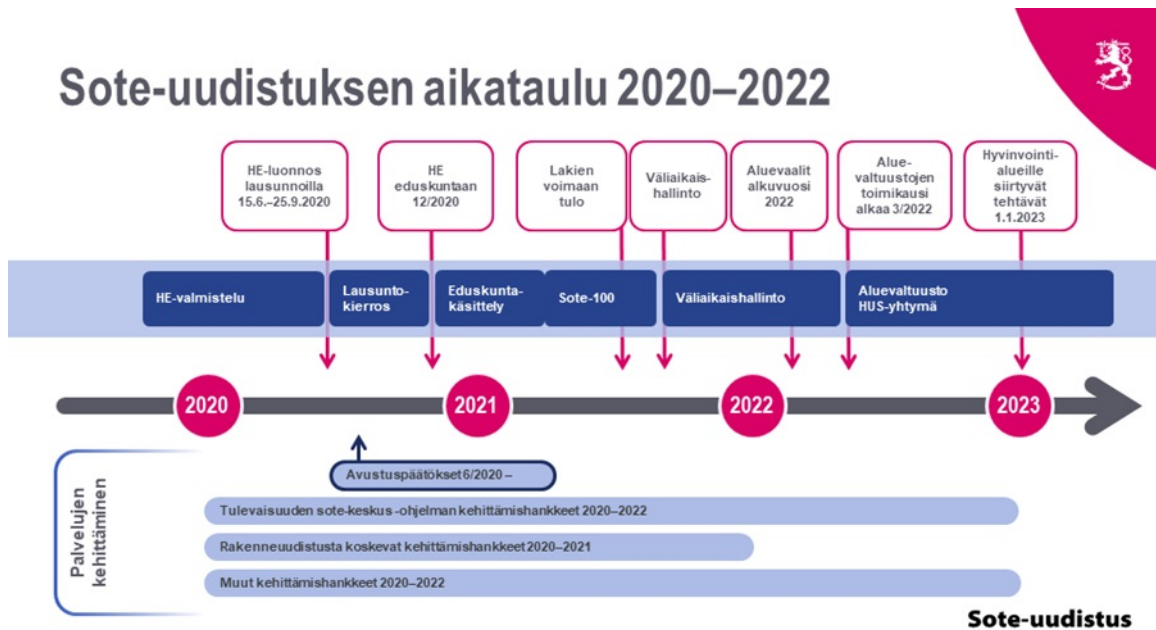 Sote-uudistuksen aikataulu 2020–2022
HE-luonnos
lausunnoilla
15.6.–25.9.2020
HE
eduskuntaan
12/2020
Lakien
voimaan
tulo
Väliaikais-
hallinto
Aluevaalit
alkuvuosi
2022
Alue-
valtuustojen
toimikausi
alkaa 3/2022
Hyvinvointi-
alueille
siirtyvät
tehtävät
1.1.2023
HE-valmistelu
Lausunto-
kierros
Eduskunta-
käsittely
Sote-100
Väliaikaishallinto
Aluevaltuusto
HUS-yhtymä
2020
2021
2022
2023
Palvelujen
kehittäminen
Avustuspäätökset 6/2020 –
Tulevaisuuden sote-keskus -ohjelman kehittämishankkeet 2020–2022
Rakenneuudistusta koskevat kehittämishankkeet 2020–2021
Muut kehittämishankkeet 2020–2022
Sote-uudistus